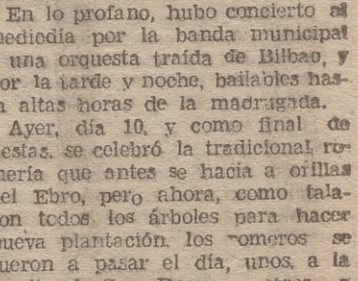 En lo profano, hubo concierto al
mediodía por la banda municipal
una orquesta traída de Bilbao, y
por la tarde y noche, bailables has-
a altas horas de la madrugada.
Ayer, día 10, y como final de
iestas, se celebró la tradicional ro-
mería que antes se hacía a orillas
del Ebro, pero ahora, como tala-
ron todos los árboles para hacer
nueva plantación, los romeros se
fueron a pasar el día, unos, a la